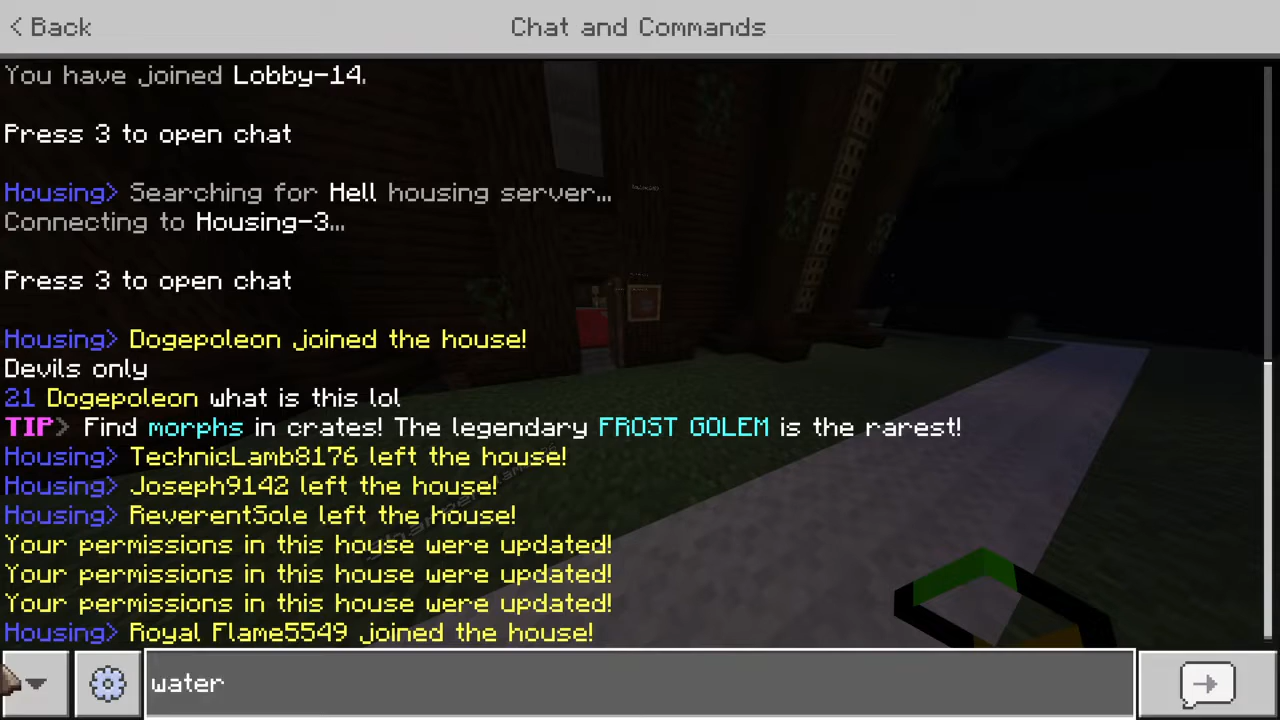 < Back
Chat and Commands
You have joined Lobby-14.
Press 3 to open chat
Housing> Searching for Hell housing server...
Connecting to Housing-3...
Press 3 to open chat
Housing> Dogepoleon joined the house!
Devils only
21 Dogepoleon what is this lol
TIP> Find morphs in crates! The legendary FROST GOLEM is the rarest!
Housing> TechnicLamb8176 left the house!
Housing> Joseph9142 left the house!
Housing> ReverentSole left the house!
Your permissions in this house were updated!
Your permissions in this house were updated!
Your permissions in this house were updated!
Housing> Royal Flame5549 joined the house!
water